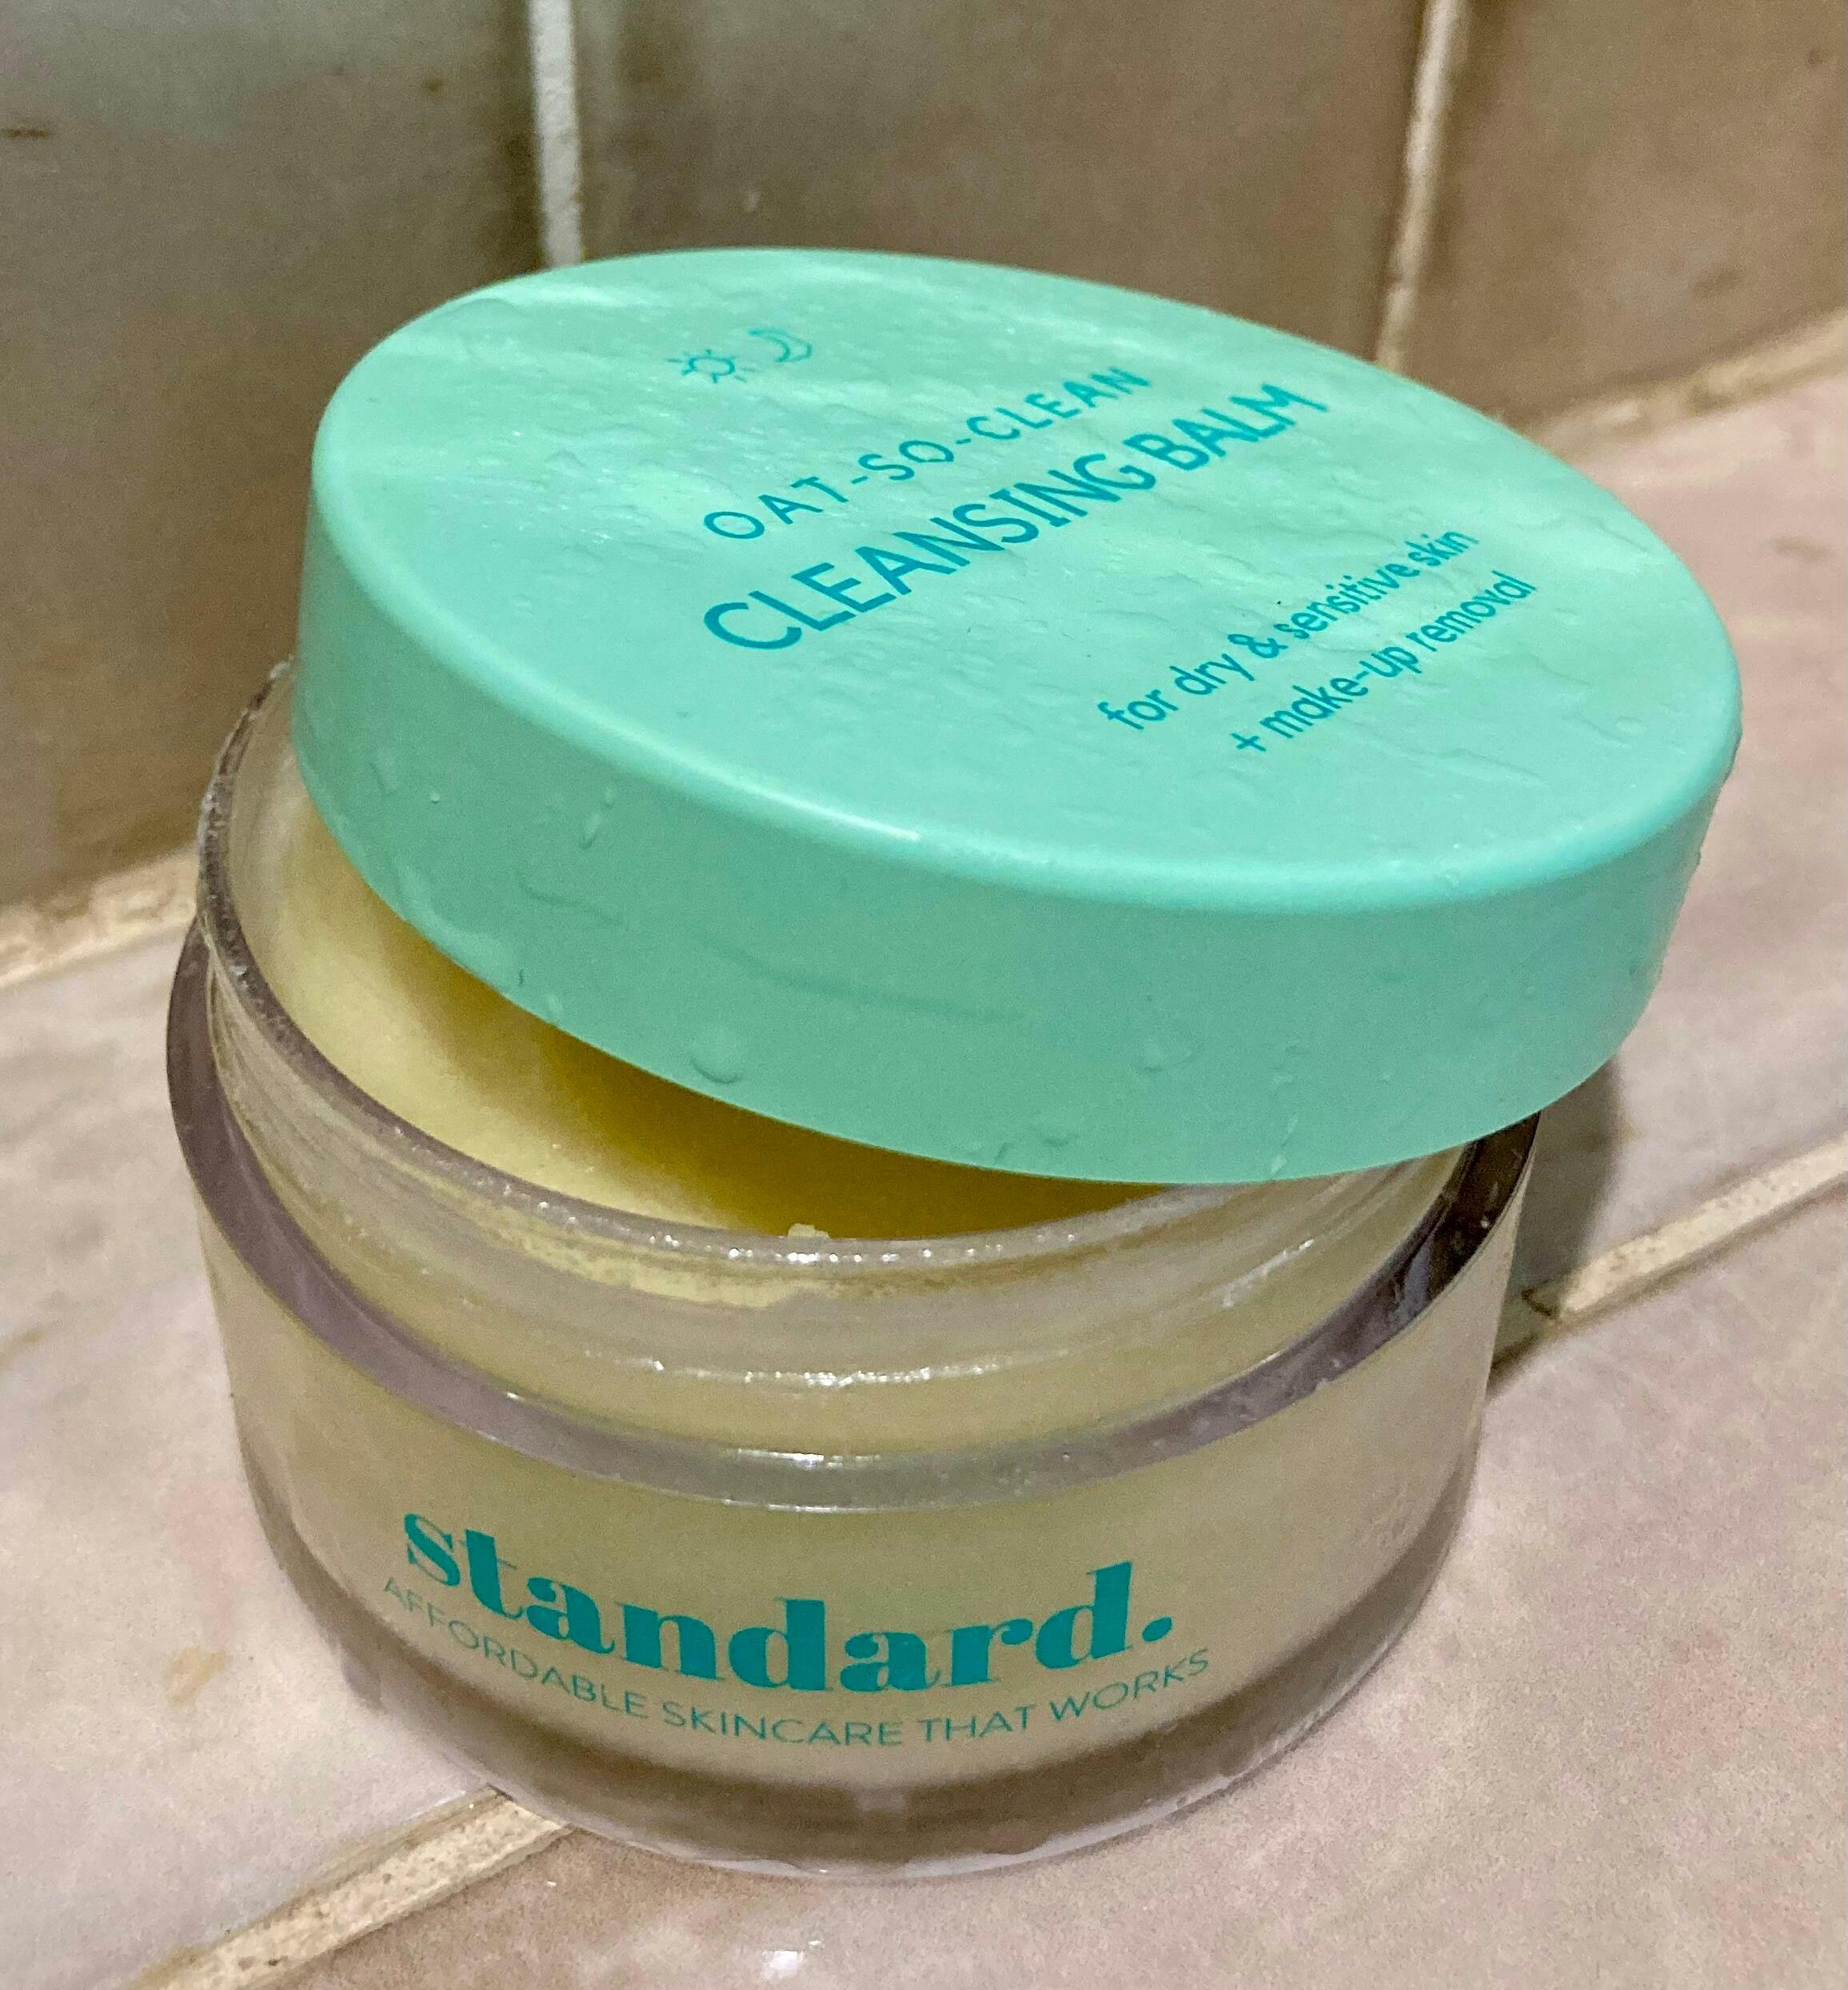 OAT-SO-CLEAN
CLEANSING BALM
for dry & sensitive skin
+ make-up removal
standard.
AFFORDABLE SKINCARE THAT WORKS